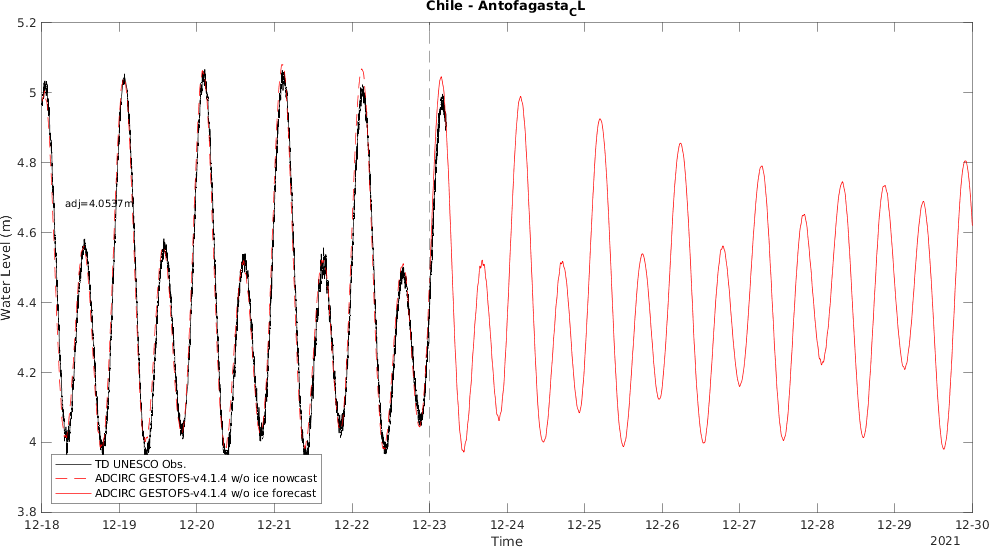 Chile - Antofagasta_CL
5.2
5
4.8
4.6
4.4
4.2
4
3.8
Water Level (m)
adj=4.0537m
TD UNESCO Obs.
ADCIRC GESTOFS-v4.1.4 w/o ice nowcast
ADCIRC GESTOFS-v4.1.4 w/o ice forecast
12-18 12-19 12-20 12-21 12-22 12-23 12-24 12-25 12-26 12-27 12-28 12-29 12-30
Time
2021